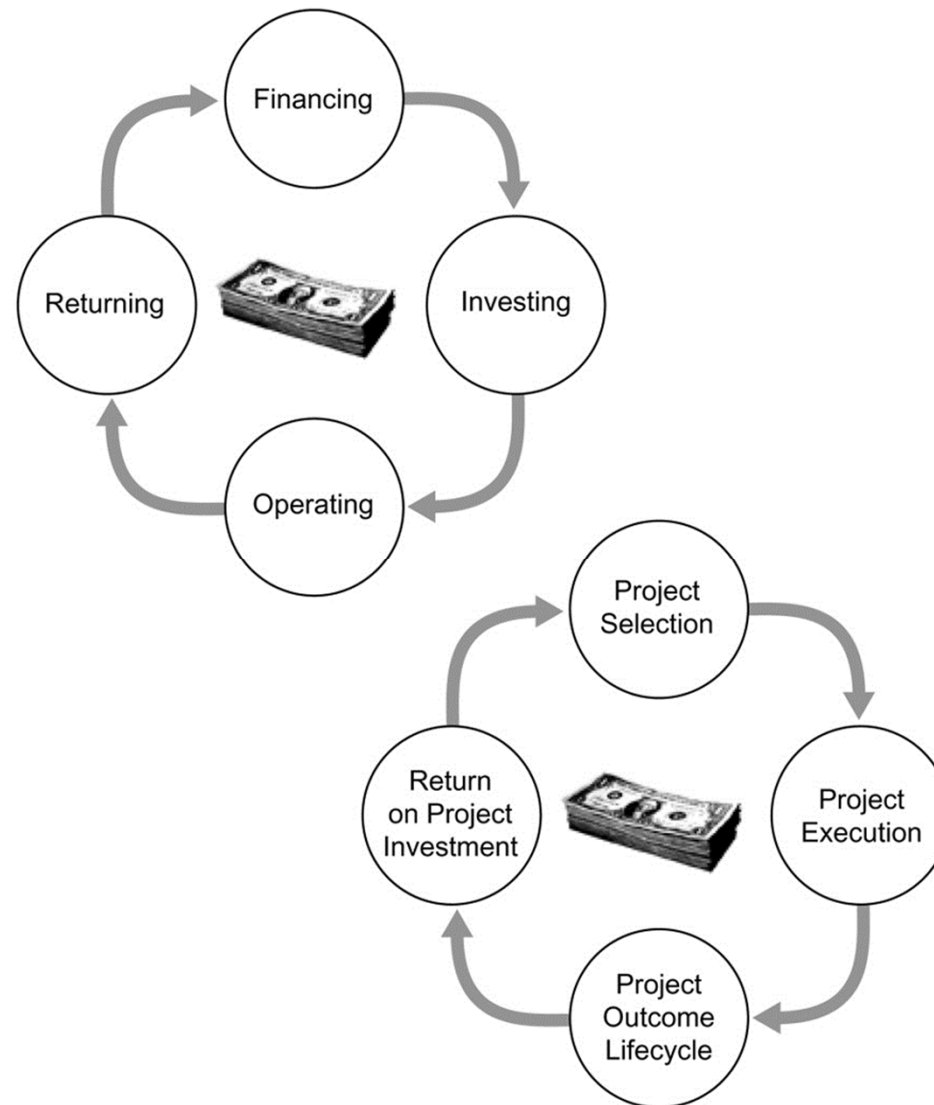 Financing
Returning
Investing
Operating
Project
Selection
Return
on Project
Investment
Project
Execution
Project
Outcome
Lifecycle